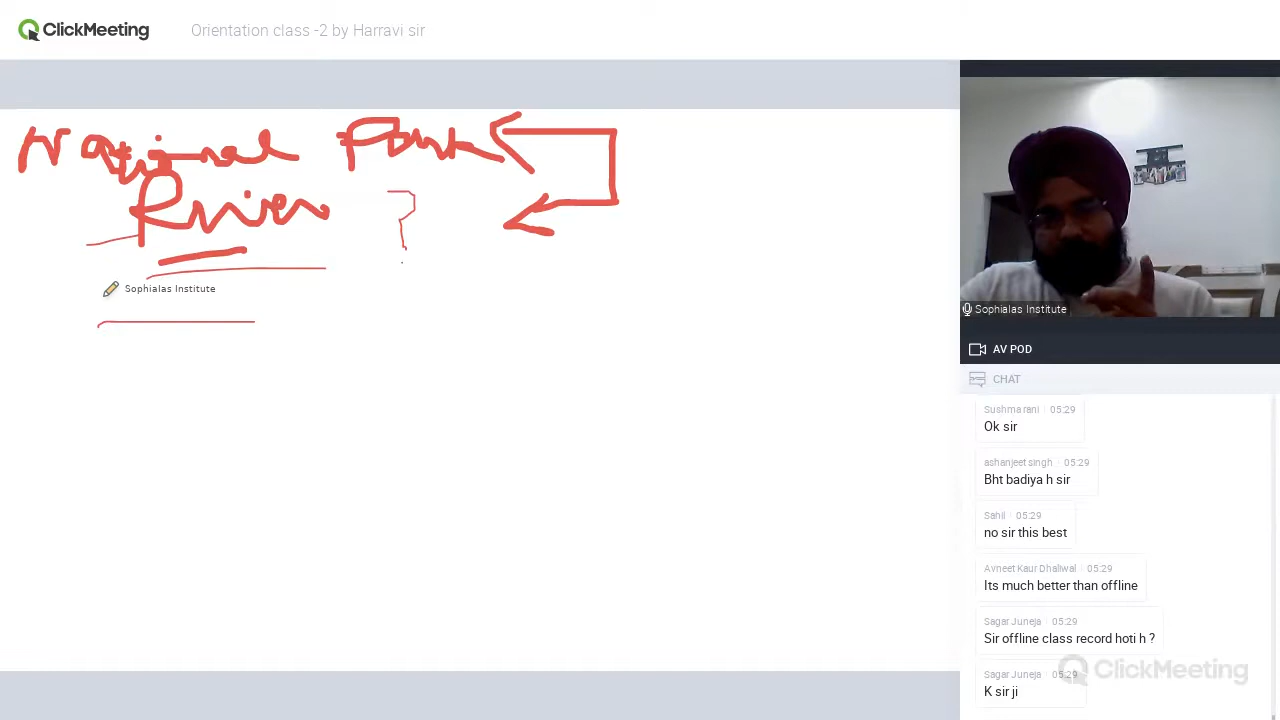 ClickMeeting
Orientation class -2 by Harravi sir
National Park
River ?
Sophialas Institute
Sophialas Institute
AV POD
CHAT
Sushma rani 05:29
Ok sir
ashanjeet singh 05:29
Bht badiya h sir
Sahil 05:29
no sir this best
Avneet Kaur Dhaliwal 05:29
Its much better than offline
Sagar Juneja 05:29
Sir offline class record hoti h ?
Sagar Juneja 05:29
K sir ji
ClickMeeting